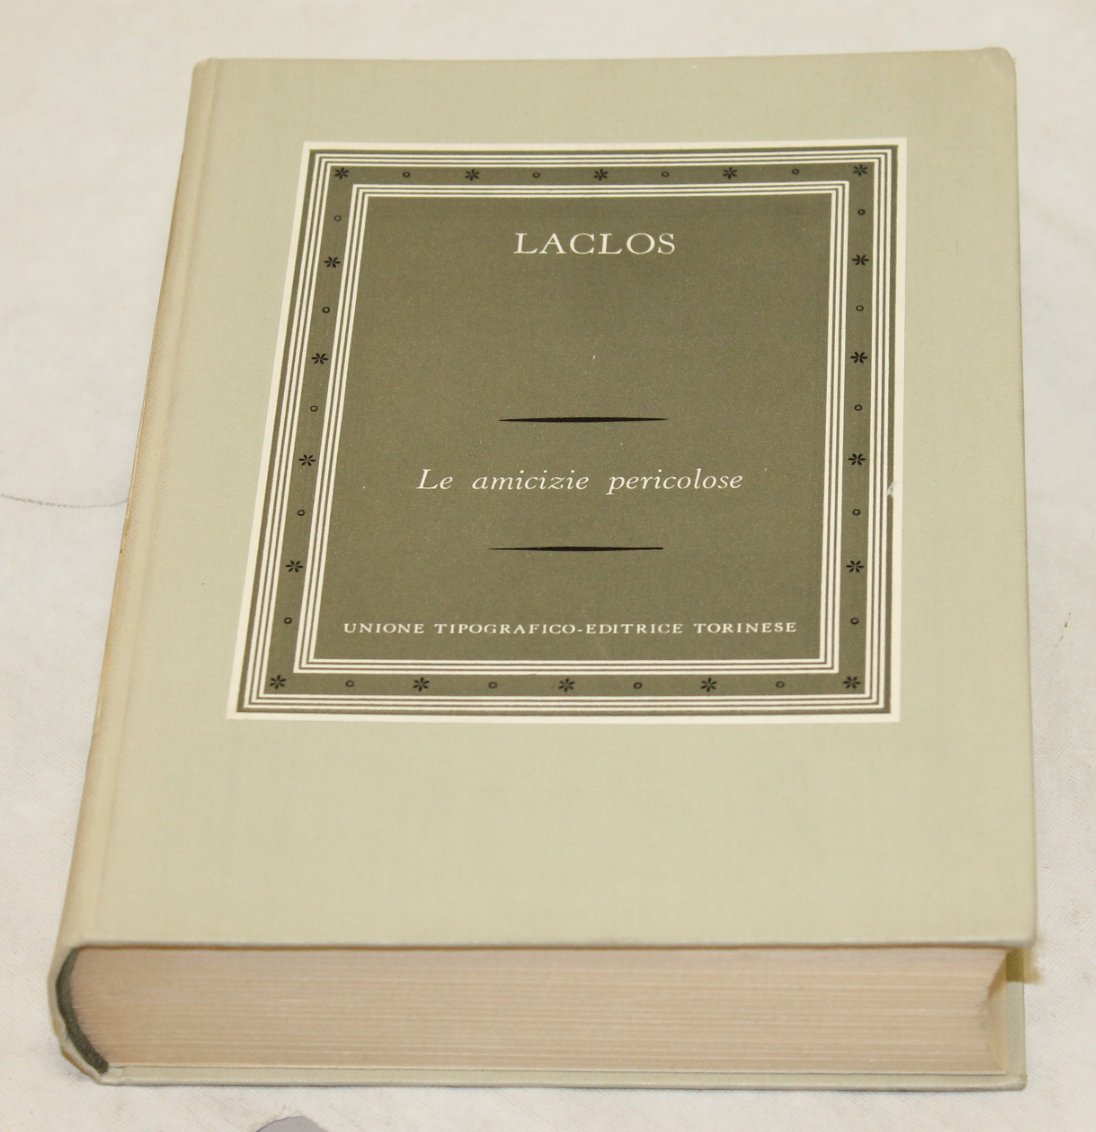 LACLOS
Le amicizie pericolose
UNIONE TIPOGRAFICO-EDITRICE TORINESE